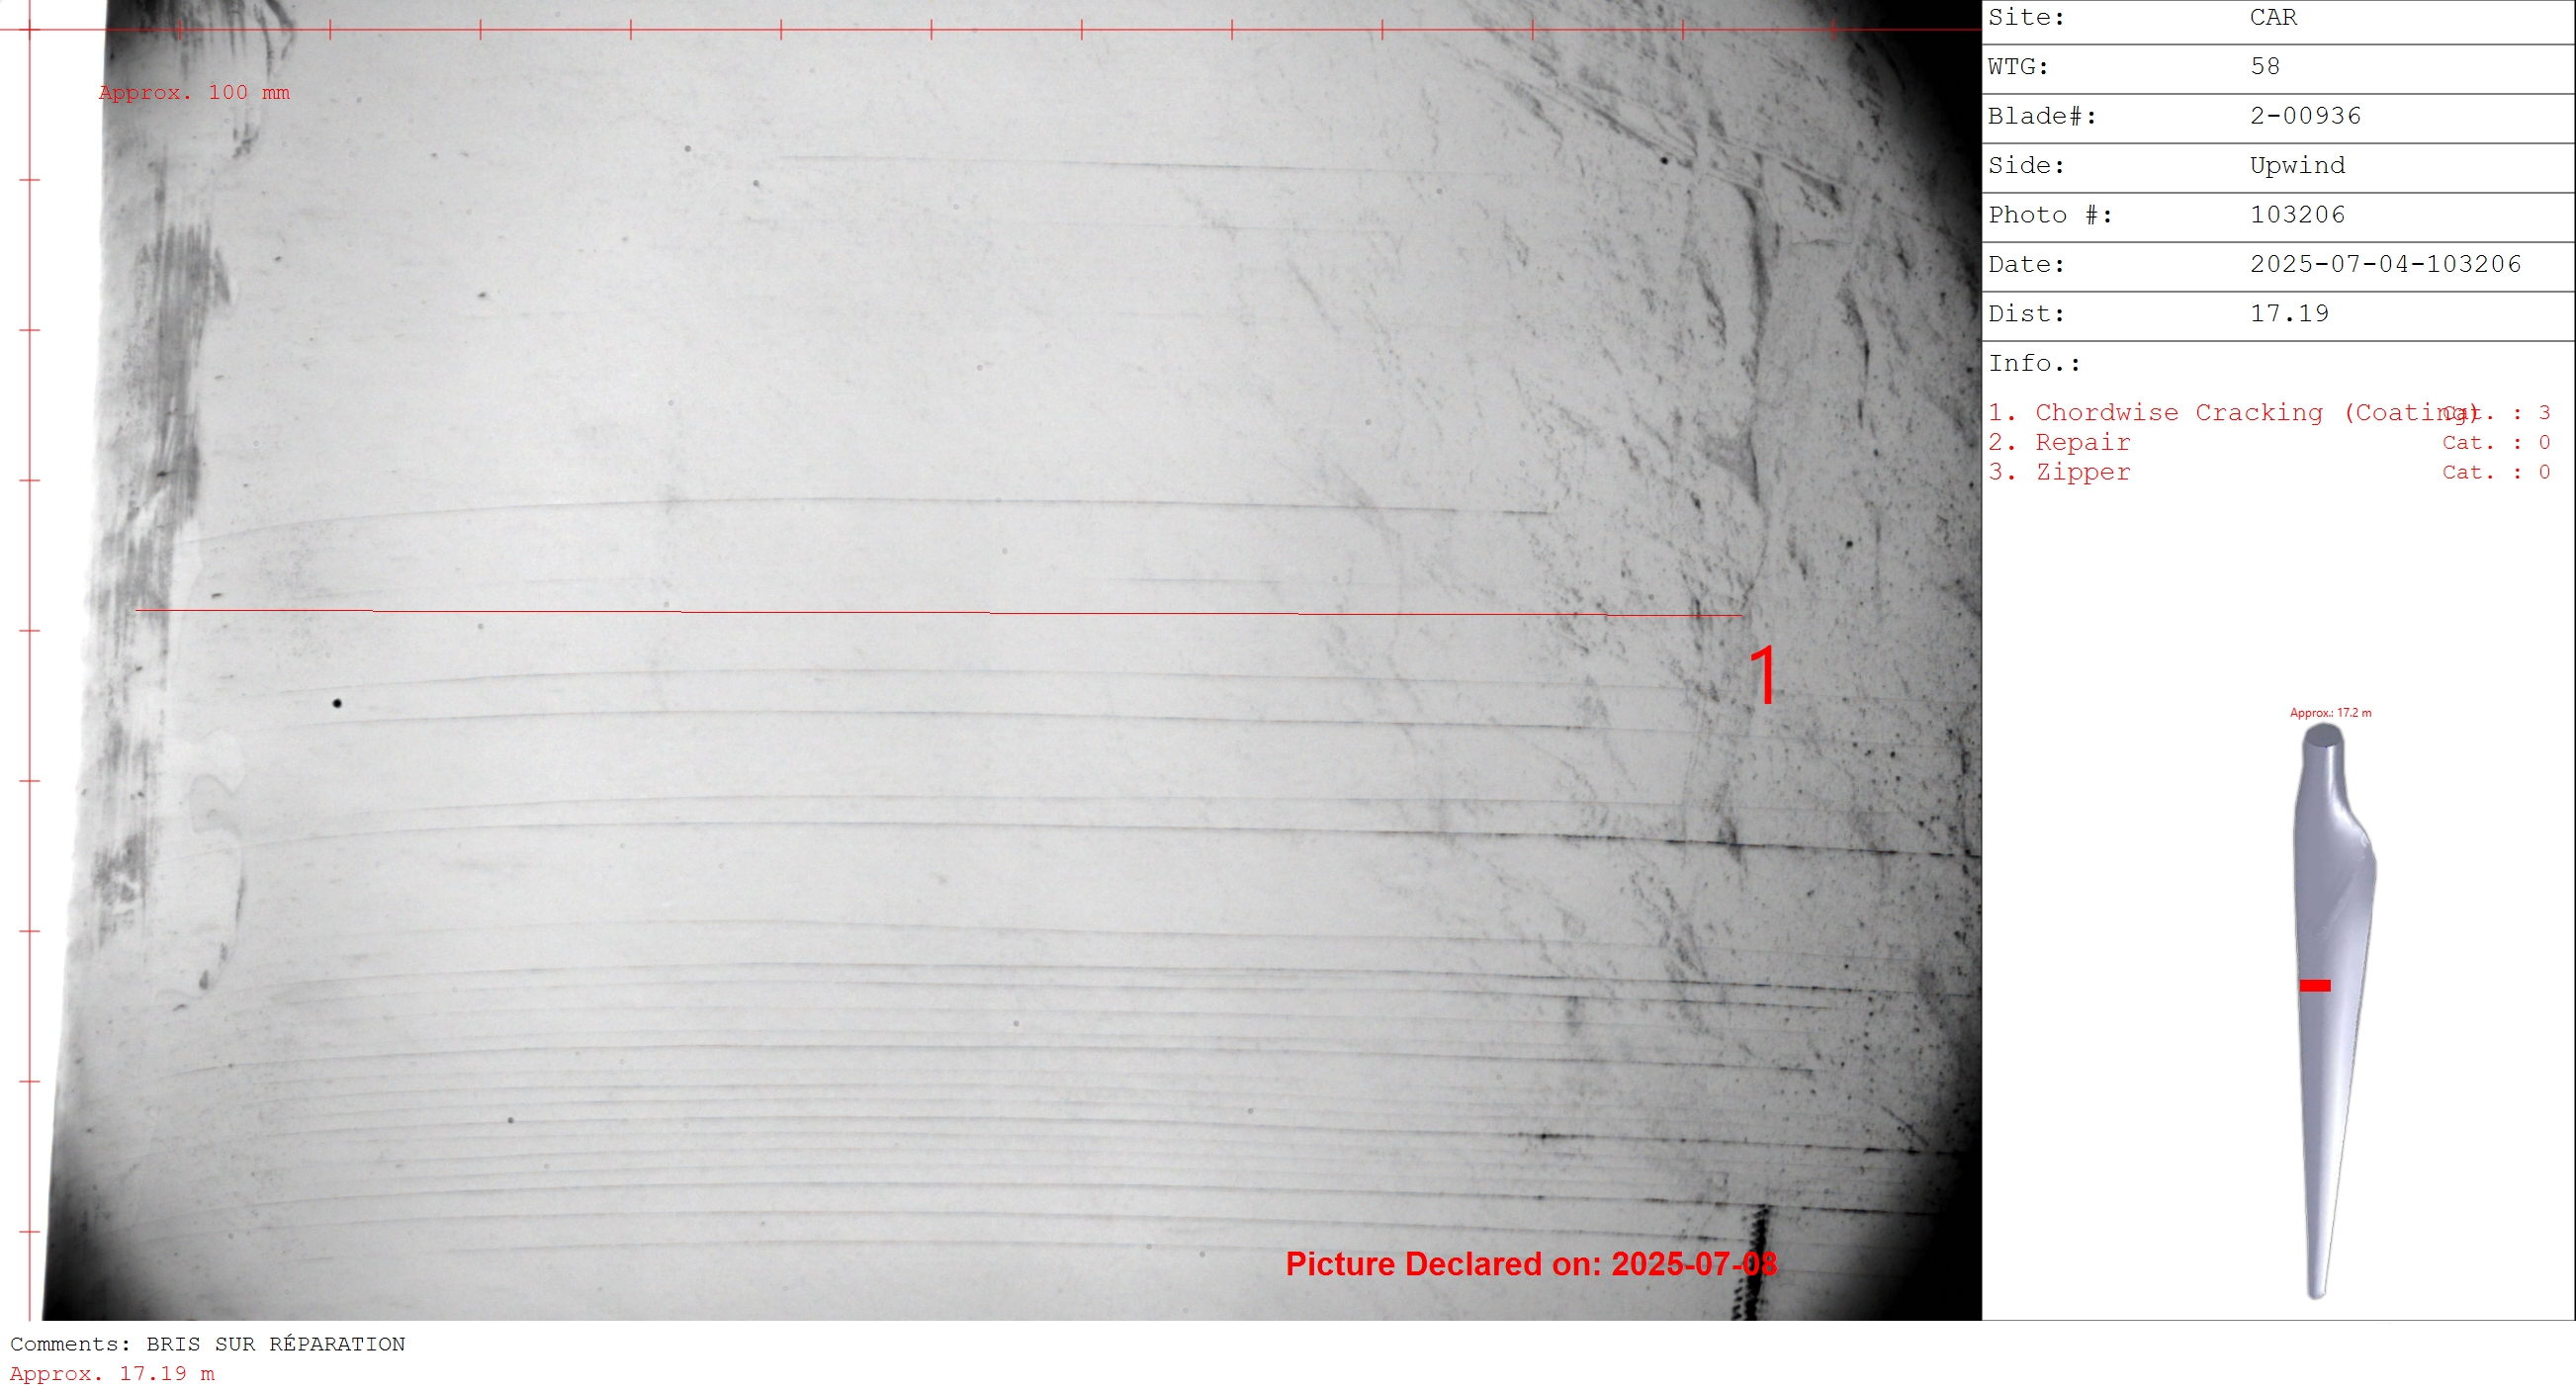 Approx. 100 mm
1
Picture Declared on: 2025-07-08
Site: CAR
WTG: 58
Blade#: 2-00936
Side: Upwind
Photo #: 103206
Date: 2025-07-04-103206
Dist: 17.19
Info.:
1. Chordwise Cracking (Coating) Cat. : 3
2. Repair Cat. : 0
3. Zipper Cat. : 0
Approx.: 17.2 m
Comments: BRIS SUR RÉPARATION
Approx. 17.19 m